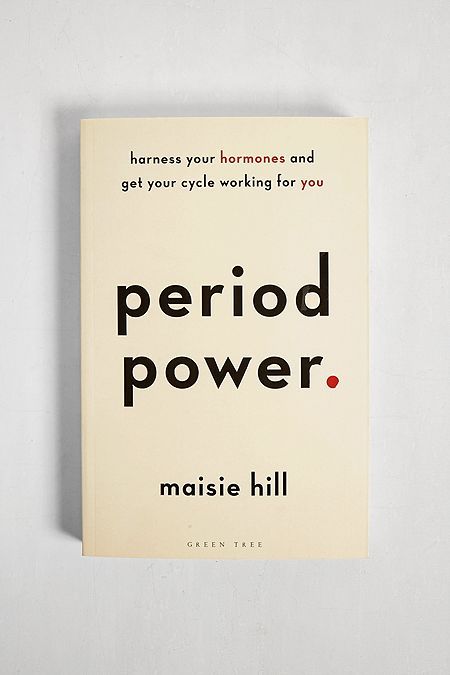 harness your hormones and
get your cycle working for you
period
power.
maisie hill
GREEN TREE